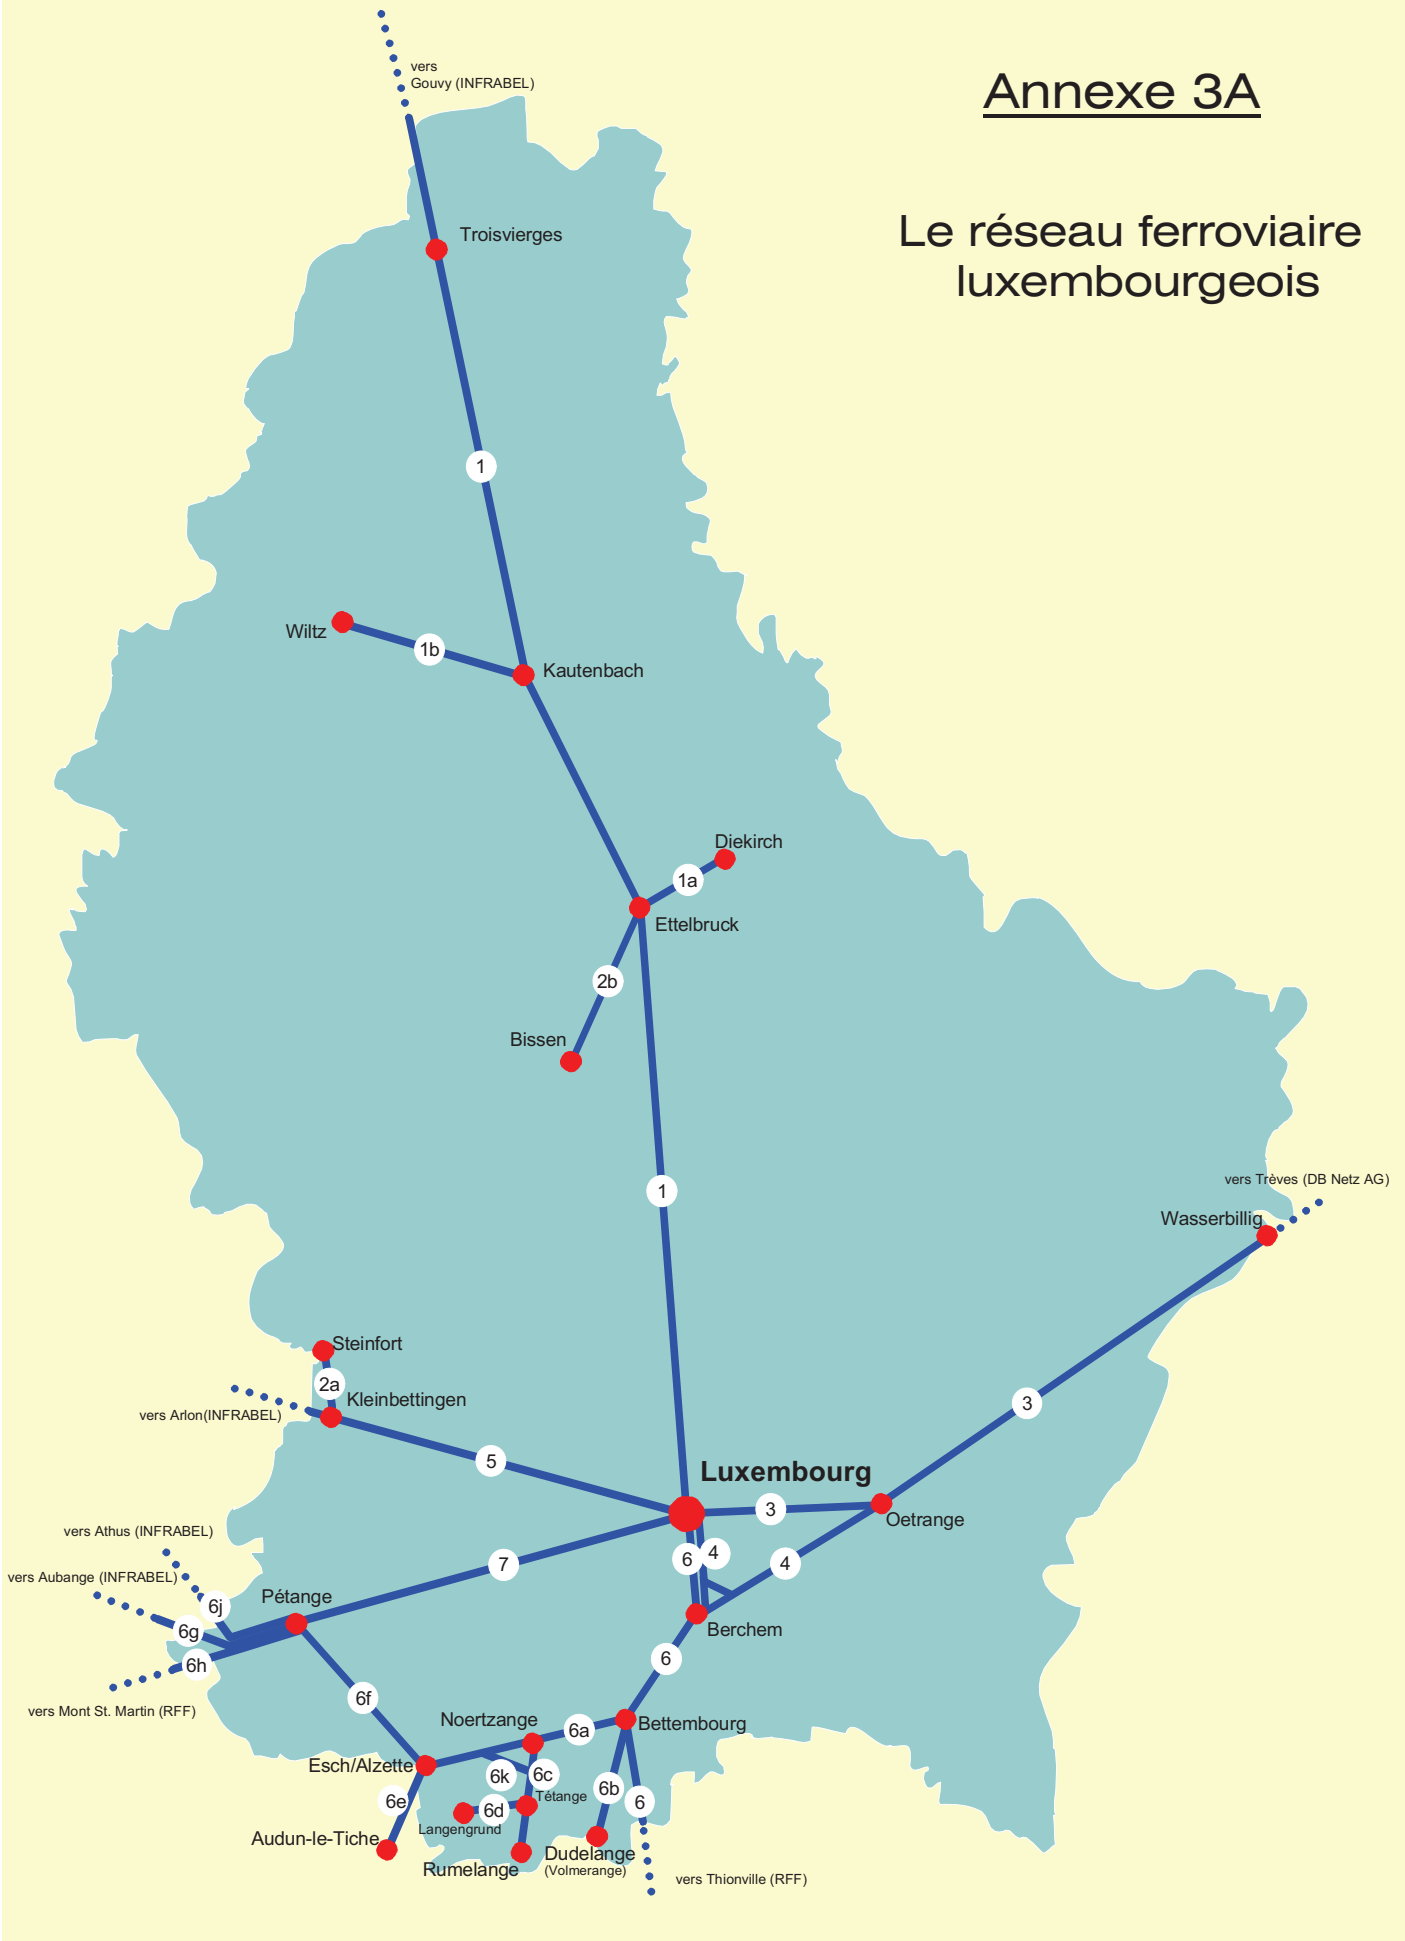 vers
Gouvy (INFRABEL)
Annexe 3A
Le réseau ferroviaire
luxembourgeois
Troisvierges
1
Wiltz
1b
Kautenbach
Diekirch
1a
Ettelbruck
2b
Bissen
1
vers Trèves (DB Netz AG)
Wasserbillig
Steinfort
2a
Kleinbettingen
vers Arlon(INFRABEL)
3
5
Luxembourg
3
Oetrange
vers Athus (INFRABEL)
6
4
4
7
vers Aubange (INFRABEL)
Pétange
6j
6g
Berchem
6h
6
6f
vers Mont St. Martin (RFF)
Noertzange
6a
Bettembourg
Esch/Alzette
6k
6c
6b
6
6e
6d
Tétange
Langengrund
Audun-le-Tiche
Rumelange
Dudelange
(Volmerange)
vers Thionville (RFF)